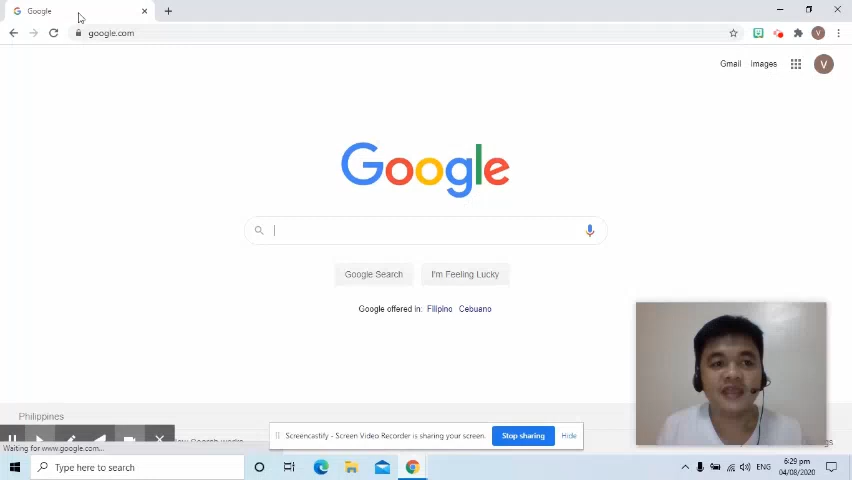 Google
google.com
V
Gmail Images
V
Google
Google Search I'm Feeling Lucky
Google offered in: Filipino Cebuano
Philippines
Screencastify - Screen Video Recorder is sharing your screen. Stop sharing Hide
Waiting for www.google.com...
Type here to search
ENG
6:29 pm
04/08/2020